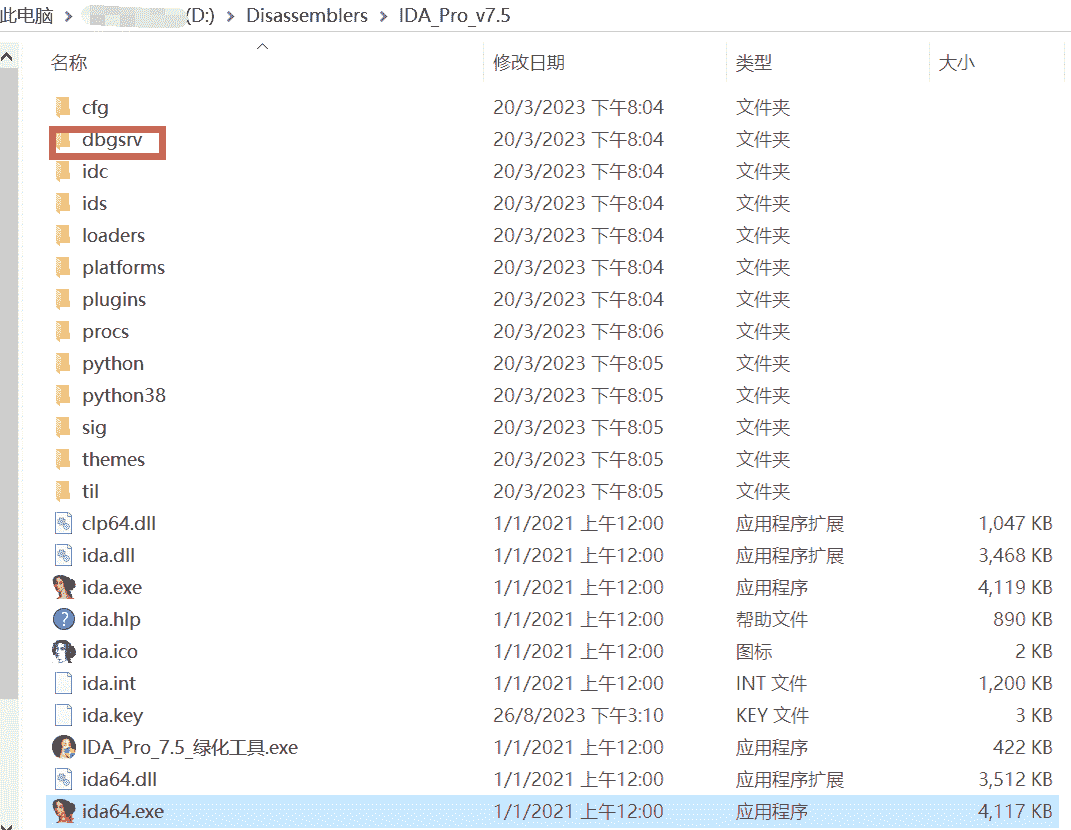 此电脑 > (D:) > Disassemblers > IDA_Pro_v7.5
名称 修改日期 类型 大小
cfg 20/3/2023 下午8:04 文件夹
dbgsrv 20/3/2023 下午8:04 文件夹
idc 20/3/2023 下午8:04 文件夹
ids 20/3/2023 下午8:04 文件夹
loaders 20/3/2023 下午8:04 文件夹
platforms 20/3/2023 下午8:04 文件夹
plugins 20/3/2023 下午8:04 文件夹
procs 20/3/2023 下午8:06 文件夹
python 20/3/2023 下午8:05 文件夹
python38 20/3/2023 下午8:05 文件夹
sig 20/3/2023 下午8:05 文件夹
themes 20/3/2023 下午8:05 文件夹
til 20/3/2023 下午8:05 文件夹
clp64.dll 1/1/2021 上午12:00 应用程序扩展 1,047 KB
ida.dll 1/1/2021 上午12:00 应用程序扩展 3,468 KB
ida.exe 1/1/2021 上午12:00 应用程序 4,119 KB
ida.hlp 1/1/2021 上午12:00 帮助文件 890 KB
ida.ico 1/1/2021 上午12:00 图标 2 KB
ida.int 1/1/2021 上午12:00 INT 文件 1,200 KB
ida.key 26/8/2023 下午3:10 KEY 文件 3 KB
IDA_Pro_7.5_绿化工具.exe 1/1/2021 上午12:00 应用程序 422 KB
ida64.dll 1/1/2021 上午12:00 应用程序扩展 3,512 KB
ida64.exe 1/1/2021 上午12:00 应用程序 4,117 KB